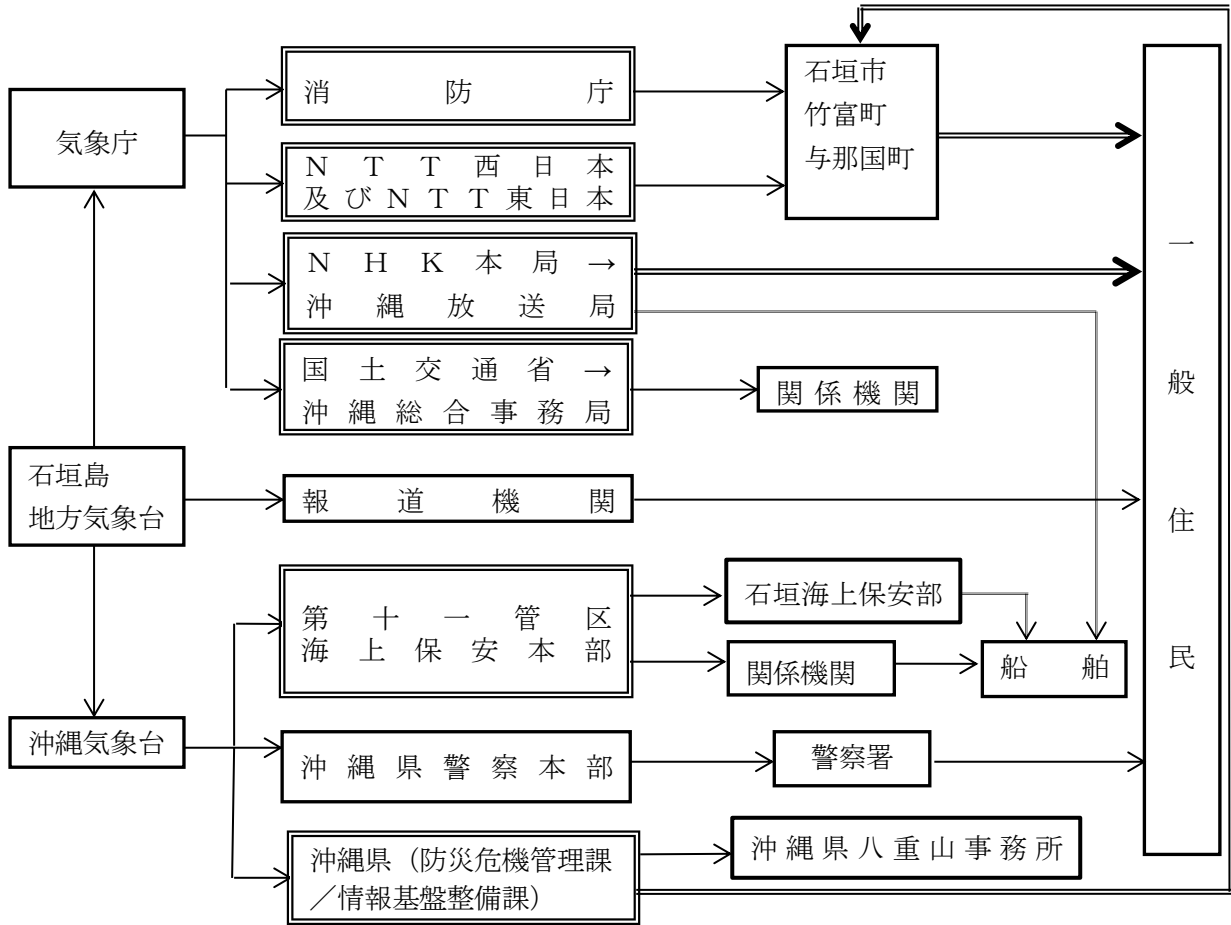 気象庁
石垣島
地方気象台
沖縄気象台
消防庁
ＮＴＴ西日本
及びＮＴＴ東日本
ＮＨＫ本局→
沖縄放送局
国土交通省→
沖縄総合事務局
報道機関
第十一管区
海上保安本部
沖縄県警察本部
沖縄県（防災危機管理課
／情報基盤整備課）
石垣市
竹富町
与那国町
関係機関
石垣海上保安部
関係機関
船舶
警察署
沖縄県八重山事務所
一般住民